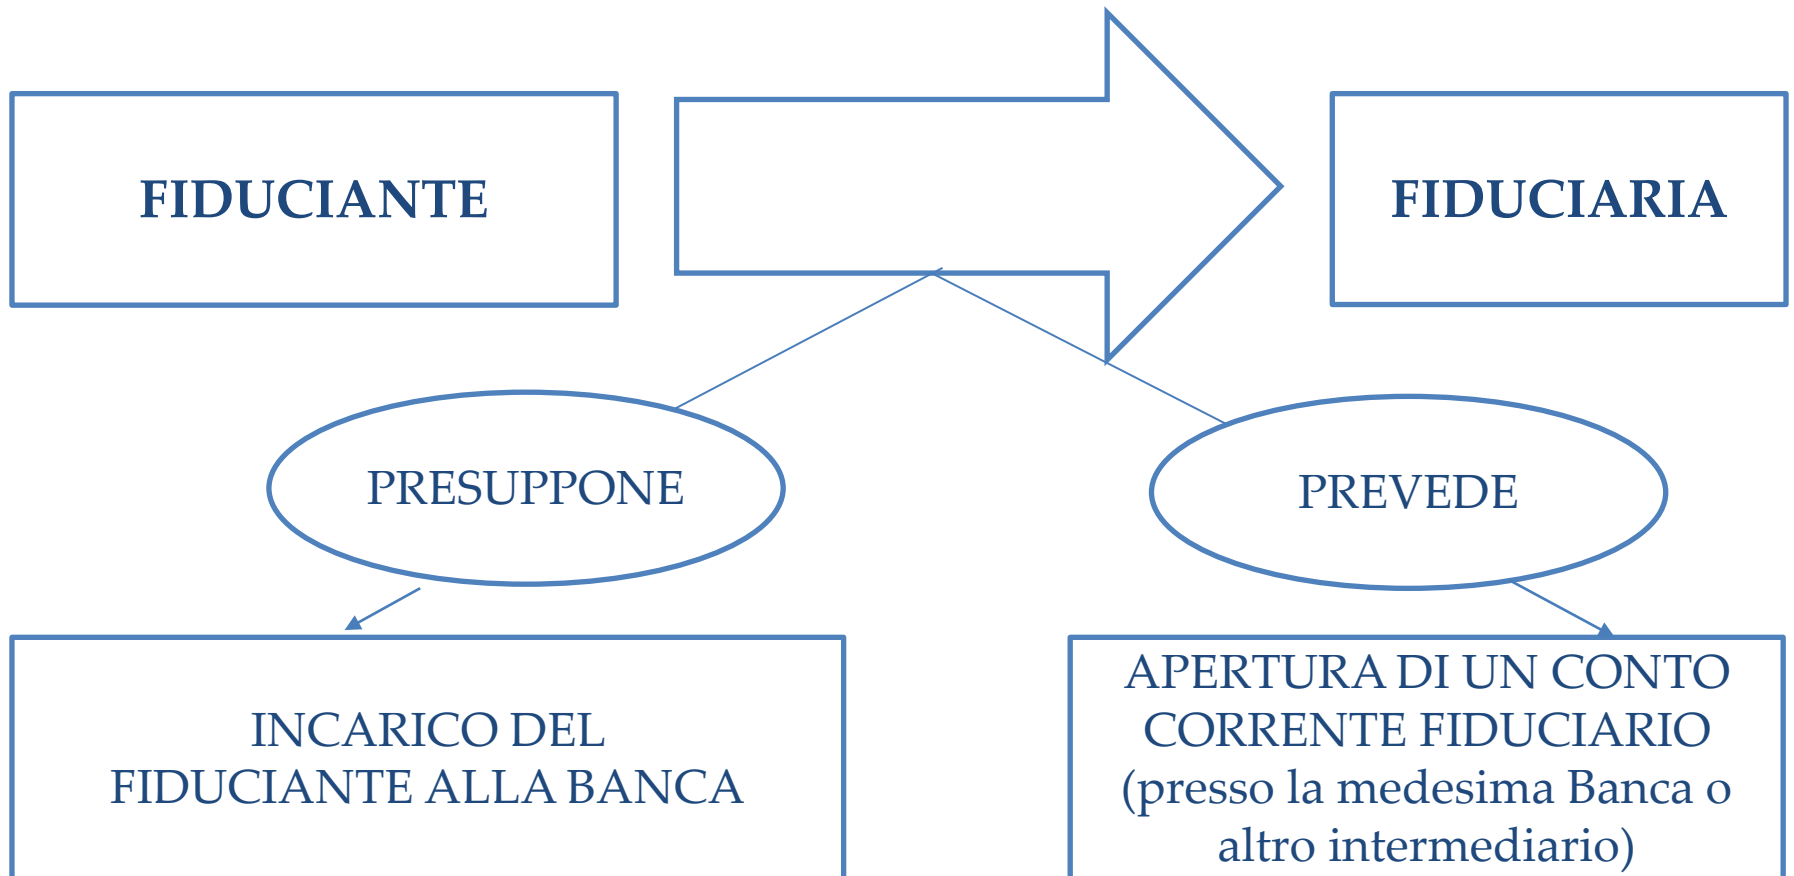 FIDUCIANTE
FIDUCIARIA
PRESUPPONE
PREVEDE
INCARICO DEL
FIDUCIANTE ALLA BANCA
APERTURA DI UN CONTO
CORRENTE FIDUCIARIO
(presso la medesima Banca o
altro intermediario)